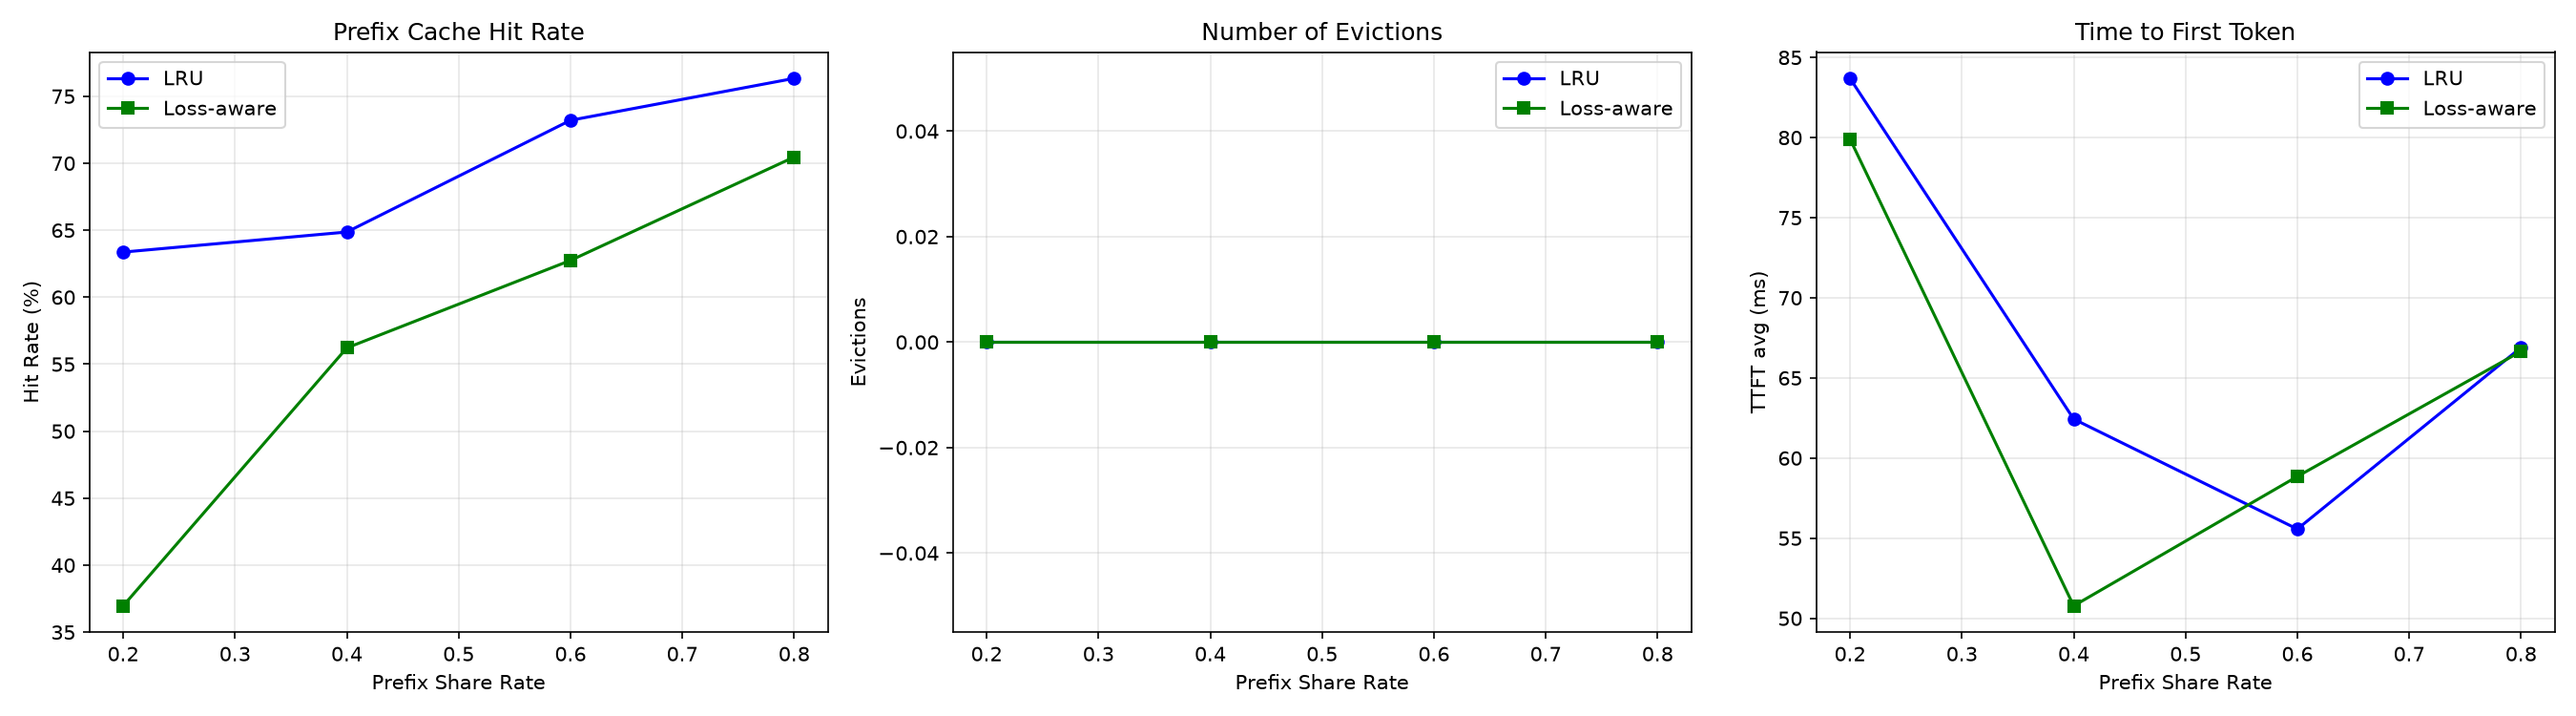 Prefix Cache Hit Rate
LRU
Loss-aware
75
70
65
60
55
50
45
40
35
Hit Rate (%)
0.2 0.3 0.4 0.5 0.6 0.7 0.8
Prefix Share Rate
Number of Evictions
LRU
Loss-aware
0.04
0.02
0.00
−0.02
−0.04
Evictions
0.2 0.3 0.4 0.5 0.6 0.7 0.8
Prefix Share Rate
Time to First Token
LRU
Loss-aware
85
80
75
70
65
60
55
50
TTFT avg (ms)
0.2 0.3 0.4 0.5 0.6 0.7 0.8
Prefix Share Rate